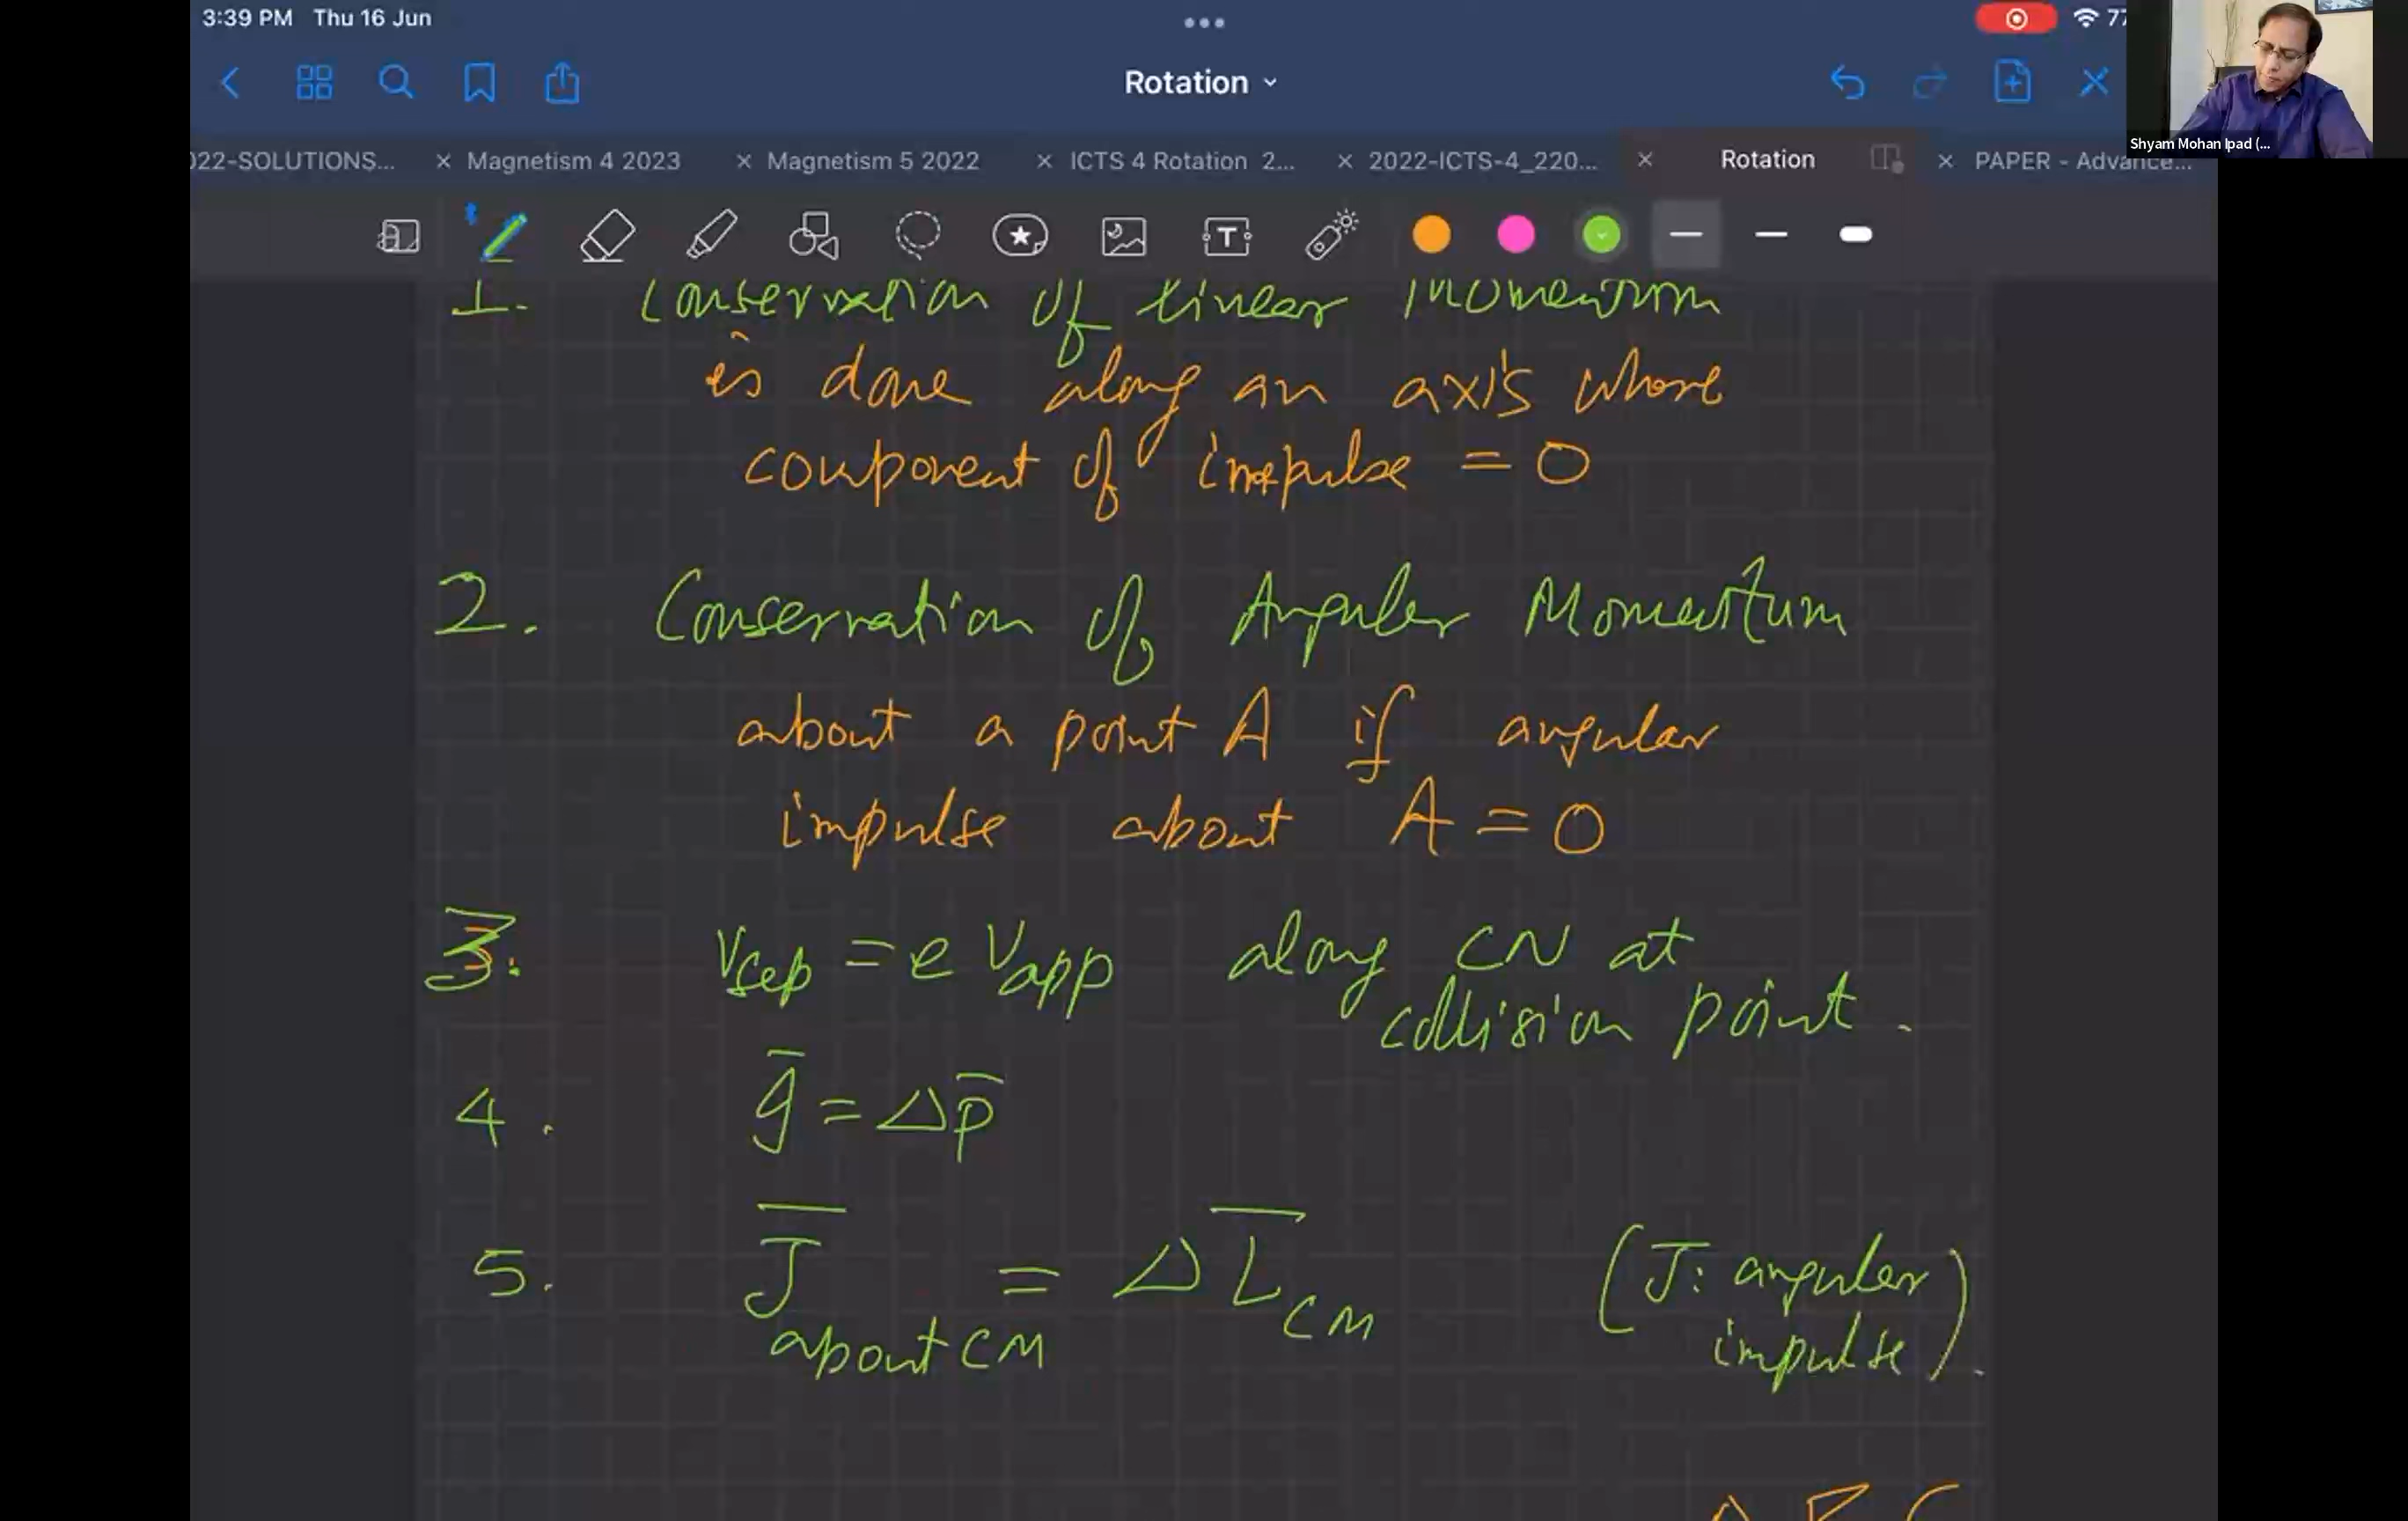 3:39 PM Thu 16 Jun
77
Rotation
Shyam Mohan Ipad (...
022-SOLUTIONS... Magnetism 4 2023 Magnetism 5 2022 ICTS 4 Rotation 2... 2022-ICTS-4_220... Rotation PAPER - Advance...
T
1. Conservation of Linear Momentum
is done along an axis where
component of impulse = 0
2. Conservation of Angular Momentum
about a point A if angular
impulse about A = 0
3. Vsep = e Vapp along CN at
collision point.
4. g̅ = Δp̅
5. J̅ about CM = ΔL̅ CM (J: angular
impulse).